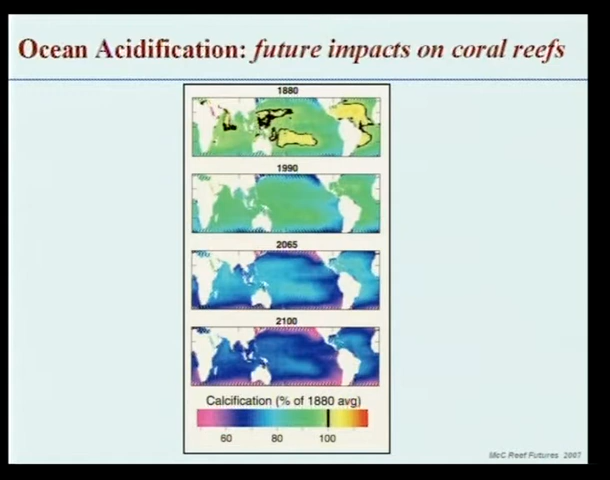 Ocean Acidification: future impacts on coral reefs
1880
1990
2065
2100
Calcification (% of 1880 avg)
60 80 100
McC Reef Futures 2007